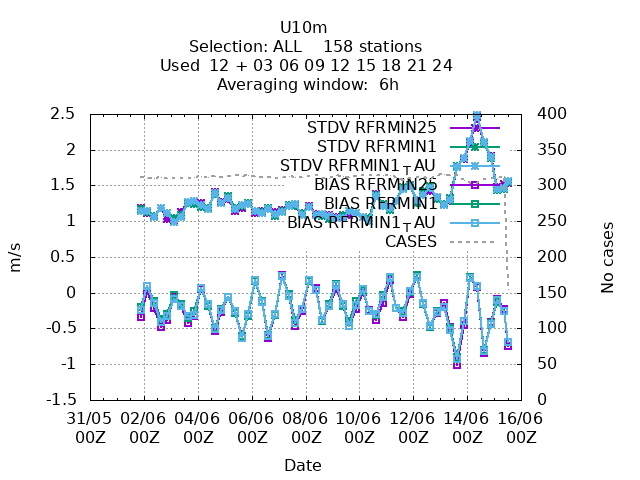 U10m
Selection: ALL 158 stations
Used 12 + 03 06 09 12 15 18 21 24
Averaging window: 6h
2.5
2
1.5
1
0.5
0
-0.5
-1
-1.5
m/s
400
350
300
250
200
150
100
50
0
No cases
STDV RFRMIN25
STDV RFRMIN1
STDV RFRMIN1_AU
BIAS RFRMIN25
BIAS RFRMIN1
BIAS RFRMIN1_AU
CASES
31/05 02/06 04/06 06/06 08/06 10/06 12/06 14/06 16/06
00Z 00Z 00Z 00Z 00Z 00Z 00Z 00Z 00Z
Date